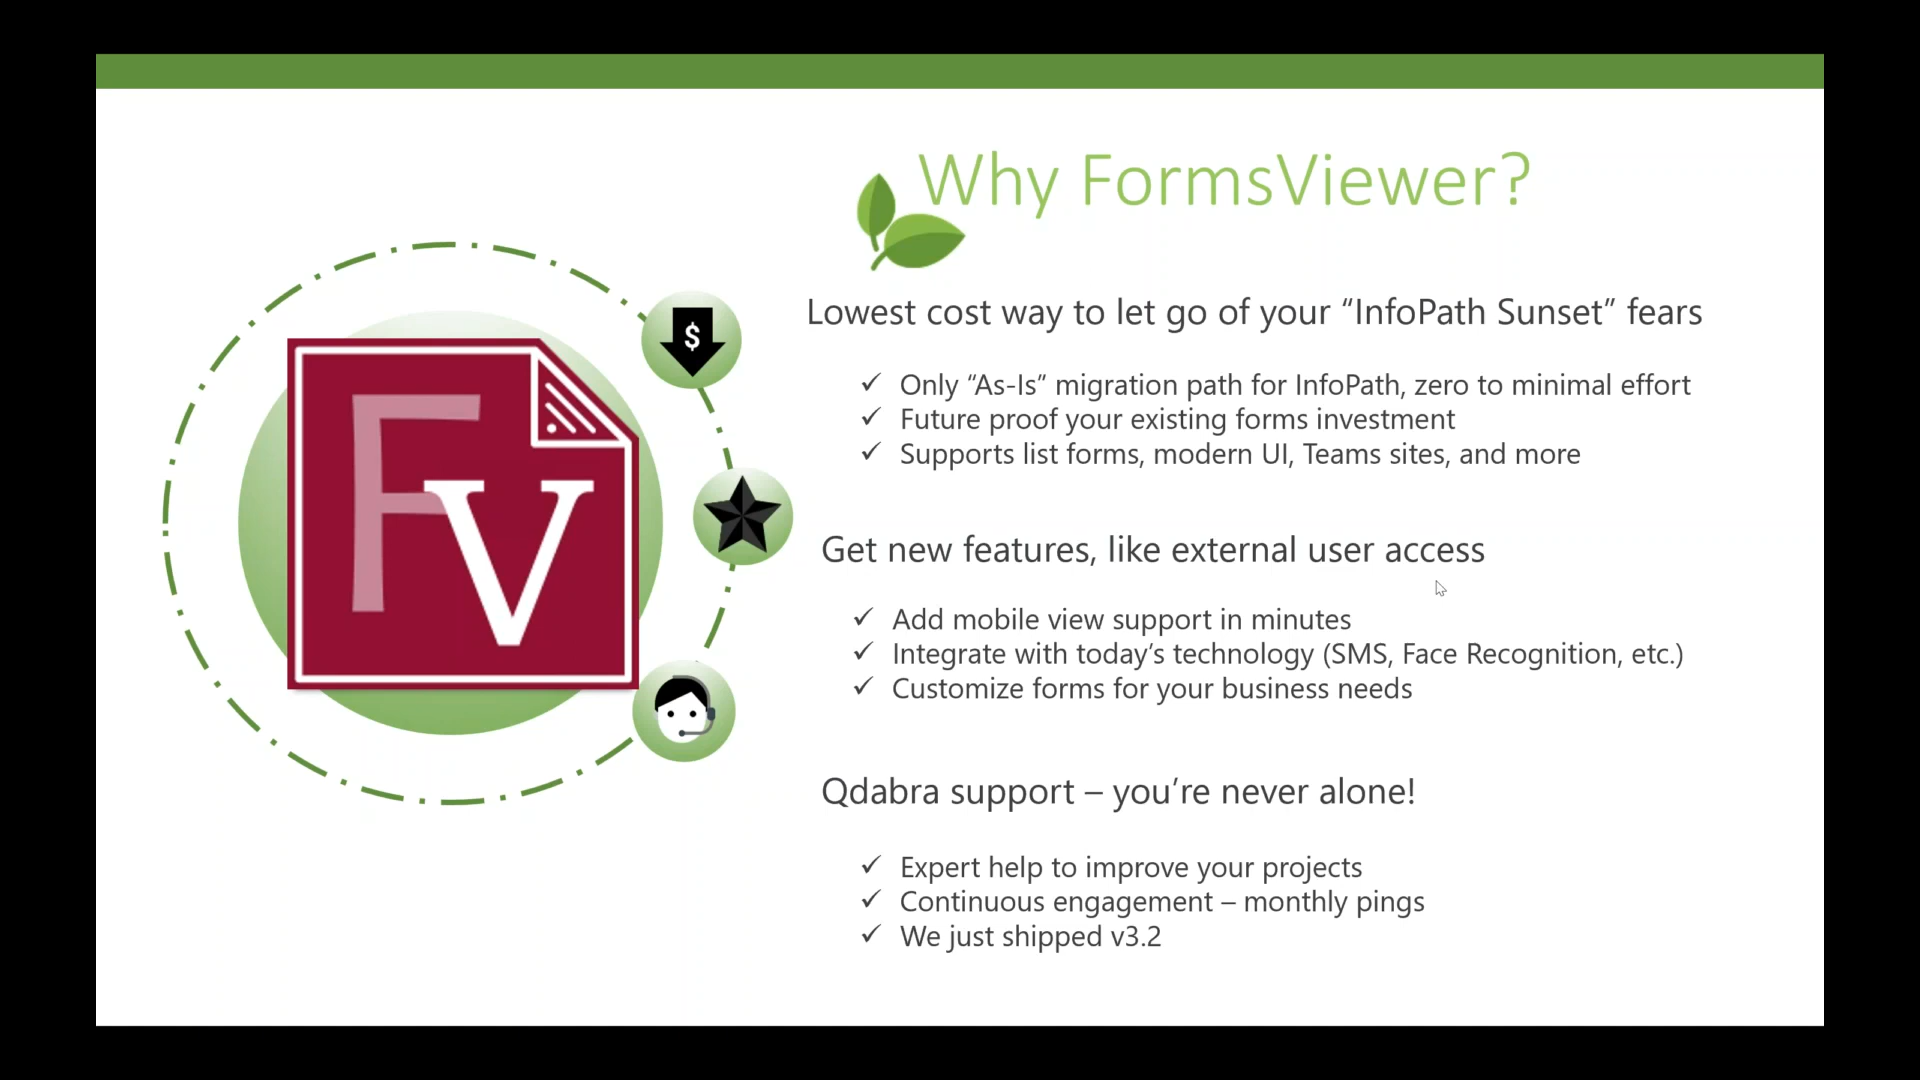 Why FormsViewer?
Lowest cost way to let go of your “InfoPath Sunset” fears
$
✓ Only “As-Is” migration path for InfoPath, zero to minimal effort
✓ Future proof your existing forms investment
✓ Supports list forms, modern UI, Teams sites, and more
FV
Get new features, like external user access
✓ Add mobile view support in minutes
✓ Integrate with today’s technology (SMS, Face Recognition, etc.)
✓ Customize forms for your business needs
Qdabra support – you’re never alone!
✓ Expert help to improve your projects
✓ Continuous engagement – monthly pings
✓ We just shipped v3.2